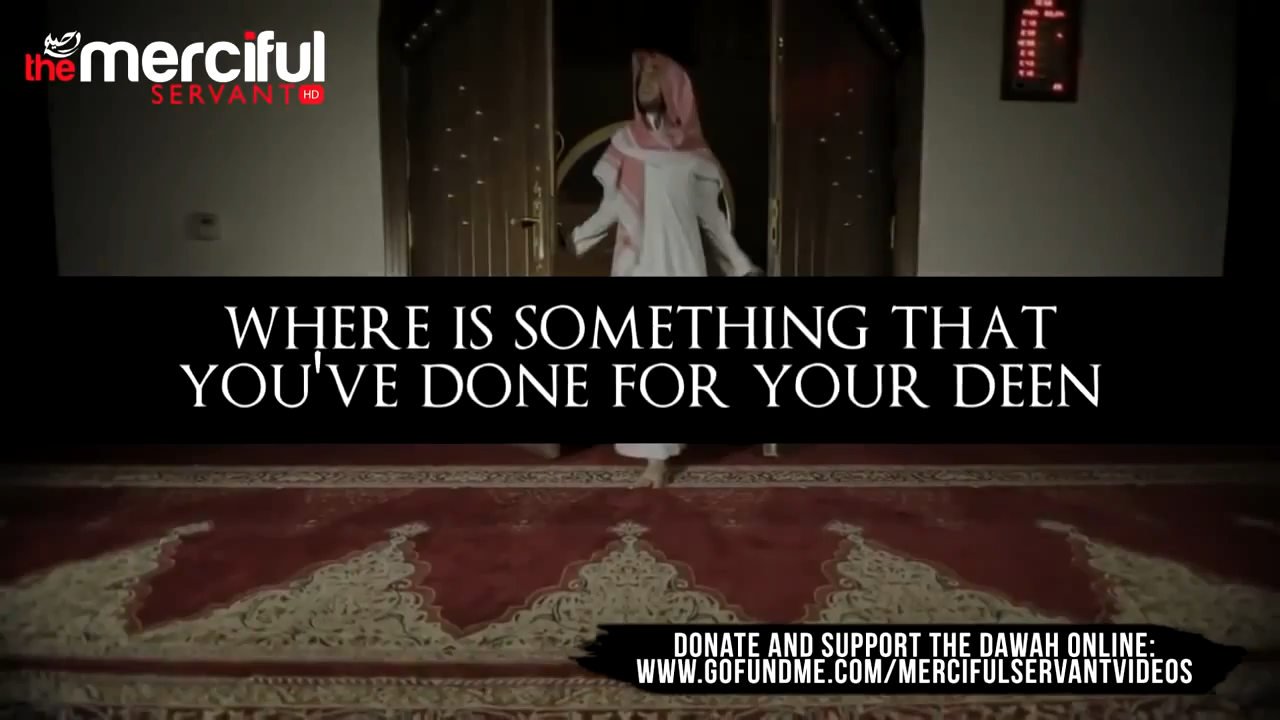 the merciful
SERVANT HD
WHERE IS SOMETHING THAT
YOU'VE DONE FOR YOUR DEEN
DONATE AND SUPPORT THE DAWAH ONLINE:
WWW.GOFUNDME.COM/MERCIFULSERVANTVIDEOS